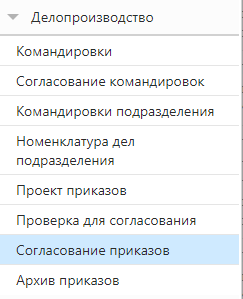 Делопроизводство
Командировки
Согласование командировок
Командировки подразделения
Номенклатура дел
подразделения
Проект приказов
Проверка для согласования
Согласование приказов
Архив приказов